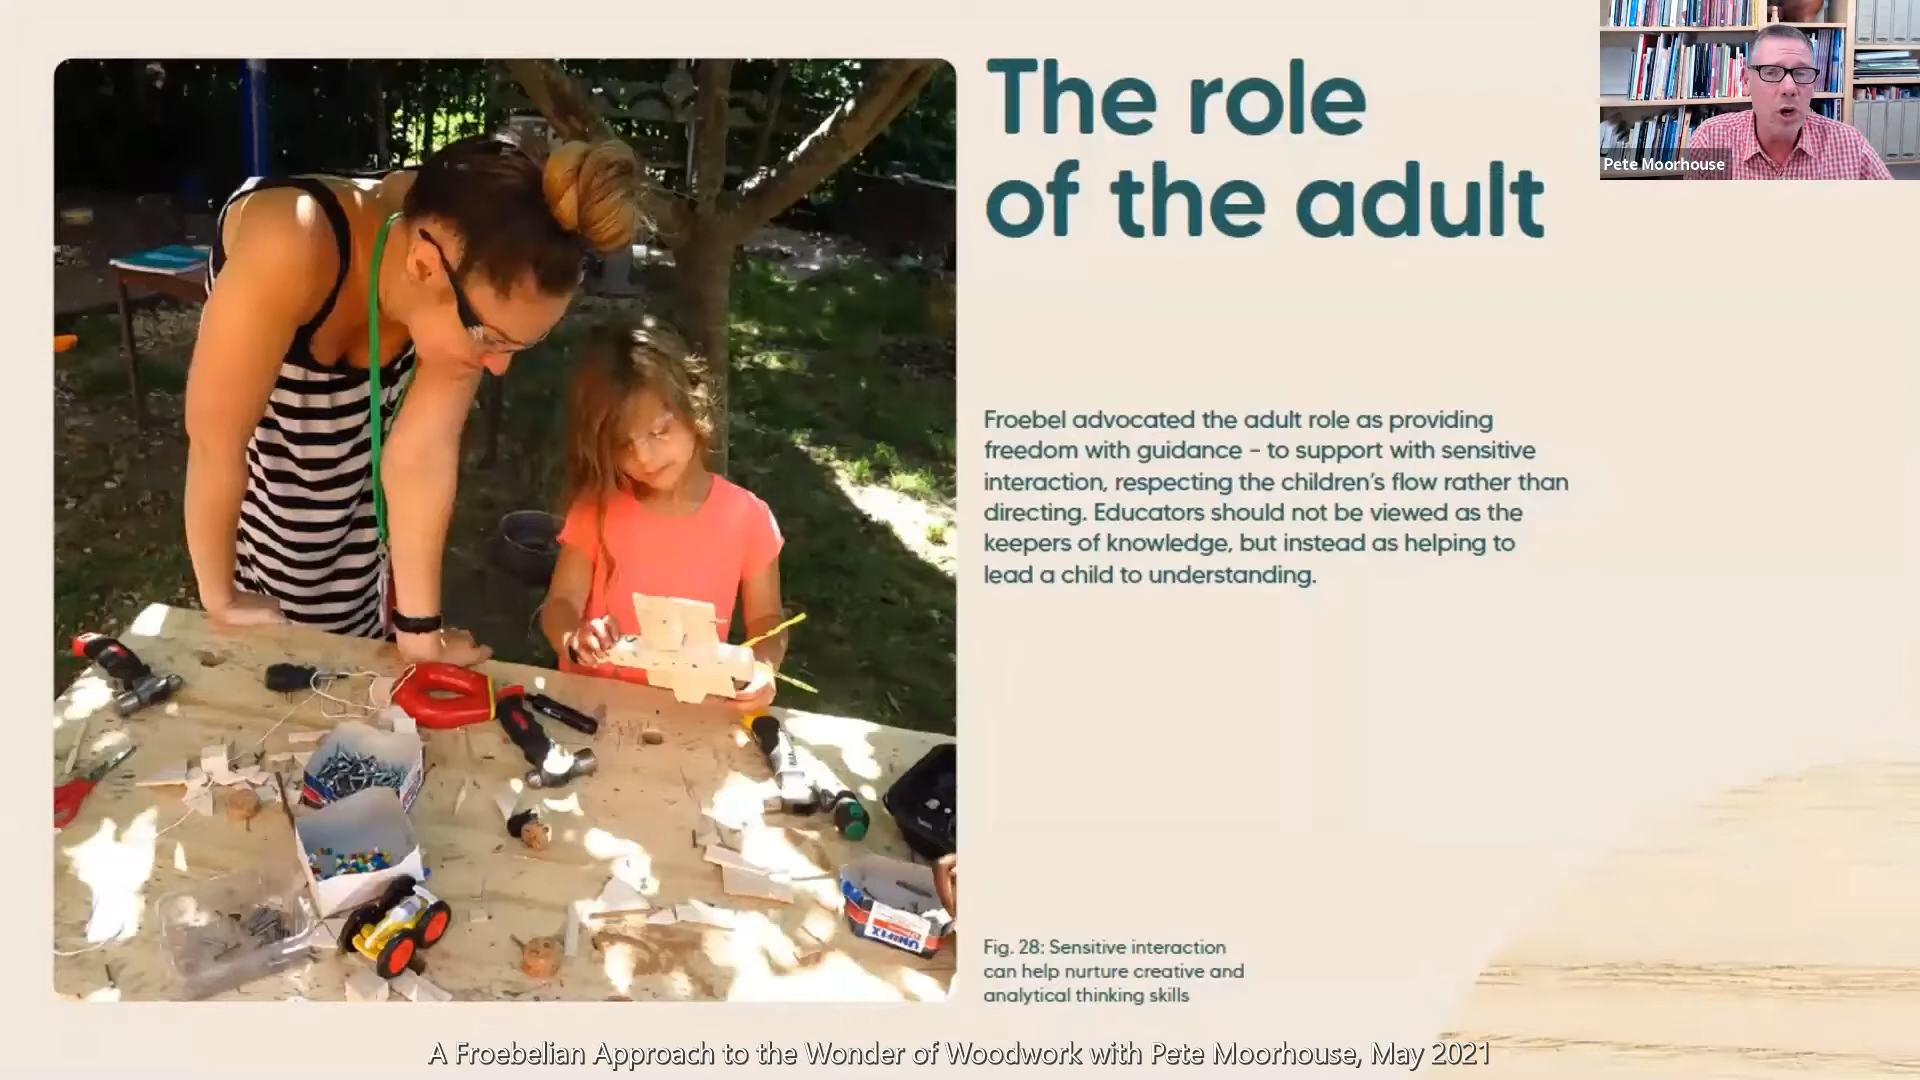 The role
of the adult
Pete Moorhouse
Froebel advocated the adult role as providing
freedom with guidance – to support with sensitive
interaction, respecting the children's flow rather than
directing. Educators should not be viewed as the
keepers of knowledge, but instead as helping to
lead a child to understanding.
UNIFIX
Fig. 28: Sensitive interaction
can help nurture creative and
analytical thinking skills
A Froebelian Approach to the Wonder of Woodwork with Pete Moorhouse, May 2021